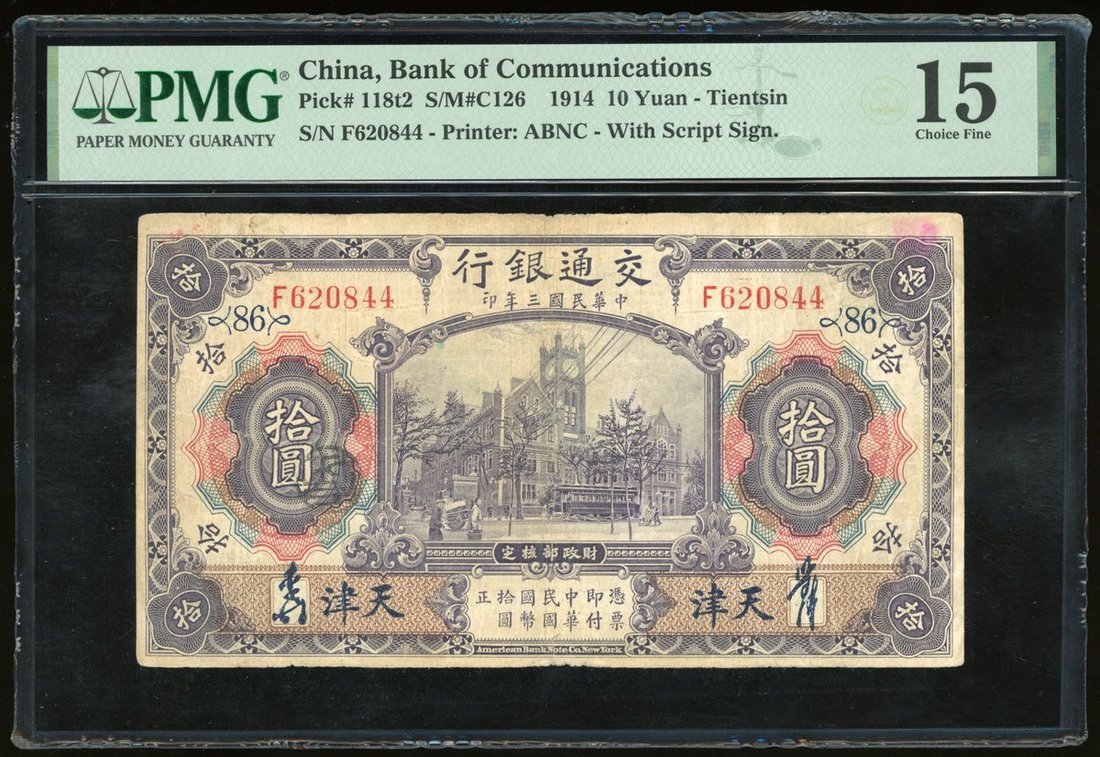 PMG®
PAPER MONEY GUARANTY
China, Bank of Communications
Pick# 118t2 S/M#C126 1914 10 Yuan - Tientsin
S/N F620844 - Printer: ABNC - With Script Sign.
15
Choice Fine
拾
拾
交通銀行
中華民國三年印
F620844
F620844
86
86
拾
拾
拾圓
拾圓
拾
拾
財政部核定
天津
天津
憑票即付中華民國國幣拾圓正
拾
拾
American Bank Note Co. New York